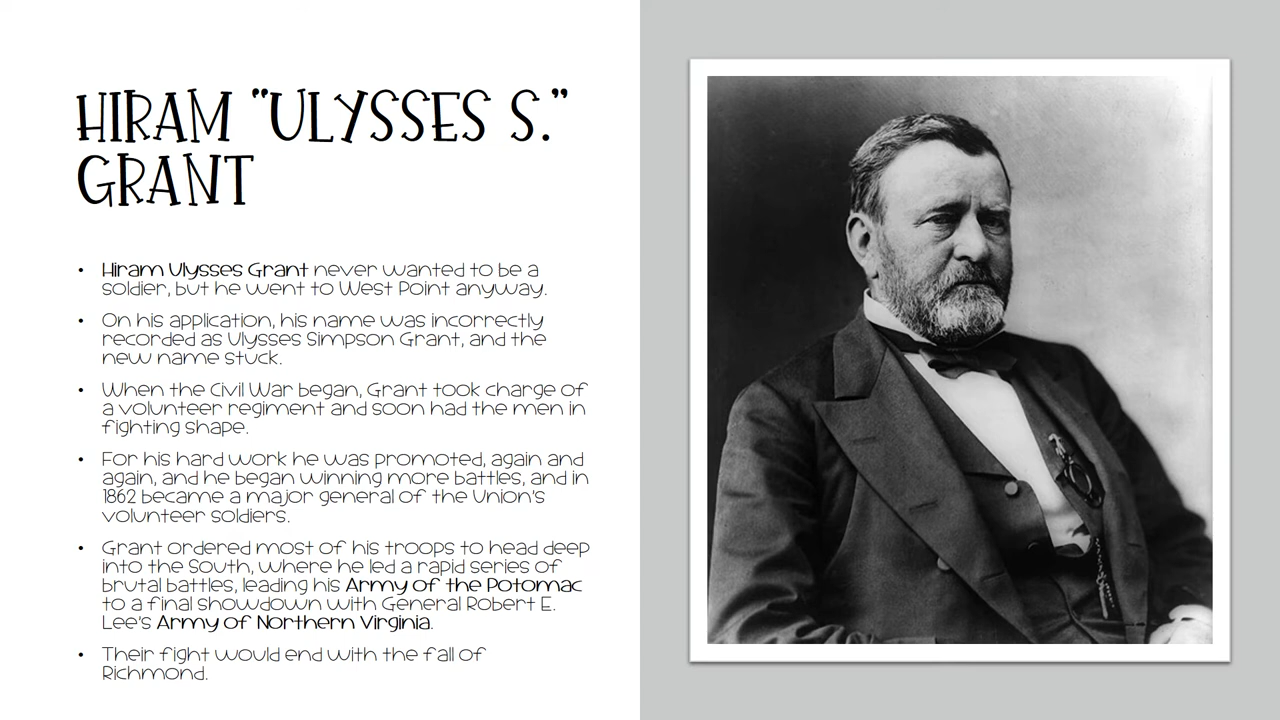 HIRAM "ULYSSES S."
GRANT
• Hiram Ulysses Grant never wanted to be a
soldier, but he went to West Point anyway.
• On his application, his name was incorrectly
recorded as Ulysses Simpson Grant, and the
new name stuck.
• When the Civil War began, Grant took charge of
a volunteer regiment and soon had the men in
fighting shape.
• For his hard work he was promoted, again and
again, and he began winning more battles, and in
1862 became a major general of the Union's
volunteer soldiers.
• Grant ordered most of his troops to head deep
into the South, where he led a rapid series of
brutal battles, leading his Army of the Potomac
to a final showdown with General Robert E.
Lee's Army of Northern Virginia.
• Their fight would end with the fall of
Richmond.